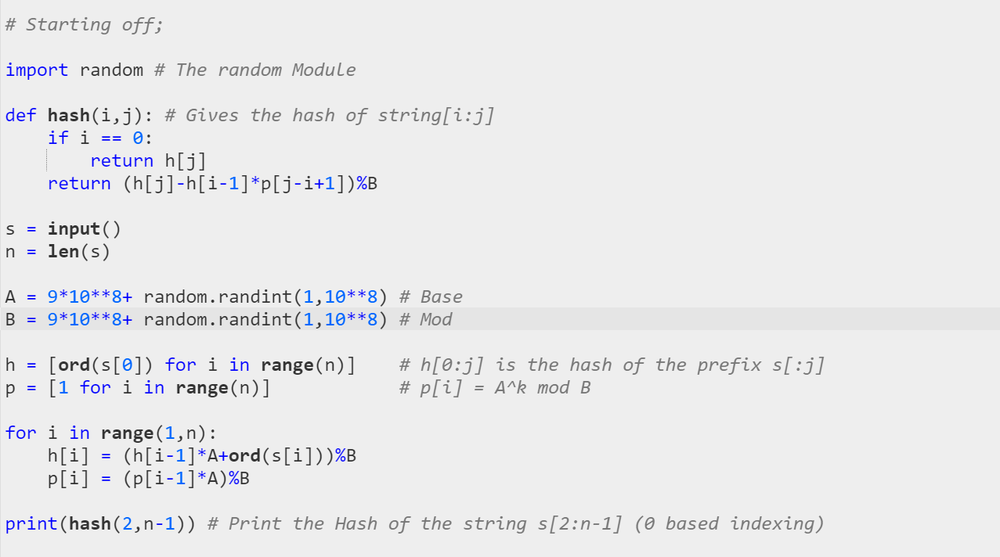 # Starting off;
import random # The random Module
def hash(i,j): # Gives the hash of string[i:j]
    if i == 0:
        return h[j]
    return (h[j]-h[i-1]*p[j-i+1])%B
s = input()
n = len(s)
A = 9*10**8+ random.randint(1,10**8) # Base
B = 9*10**8+ random.randint(1,10**8) # Mod
h = [ord(s[0]) for i in range(n)]    # h[0:j] is the hash of the prefix s[:j]
p = [1 for i in range(n)]            # p[i] = A^k mod B
for i in range(1,n):
    h[i] = (h[i-1]*A+ord(s[i]))%B
    p[i] = (p[i-1]*A)%B
print(hash(2,n-1)) # Print the Hash of the string s[2:n-1] (0 based indexing)